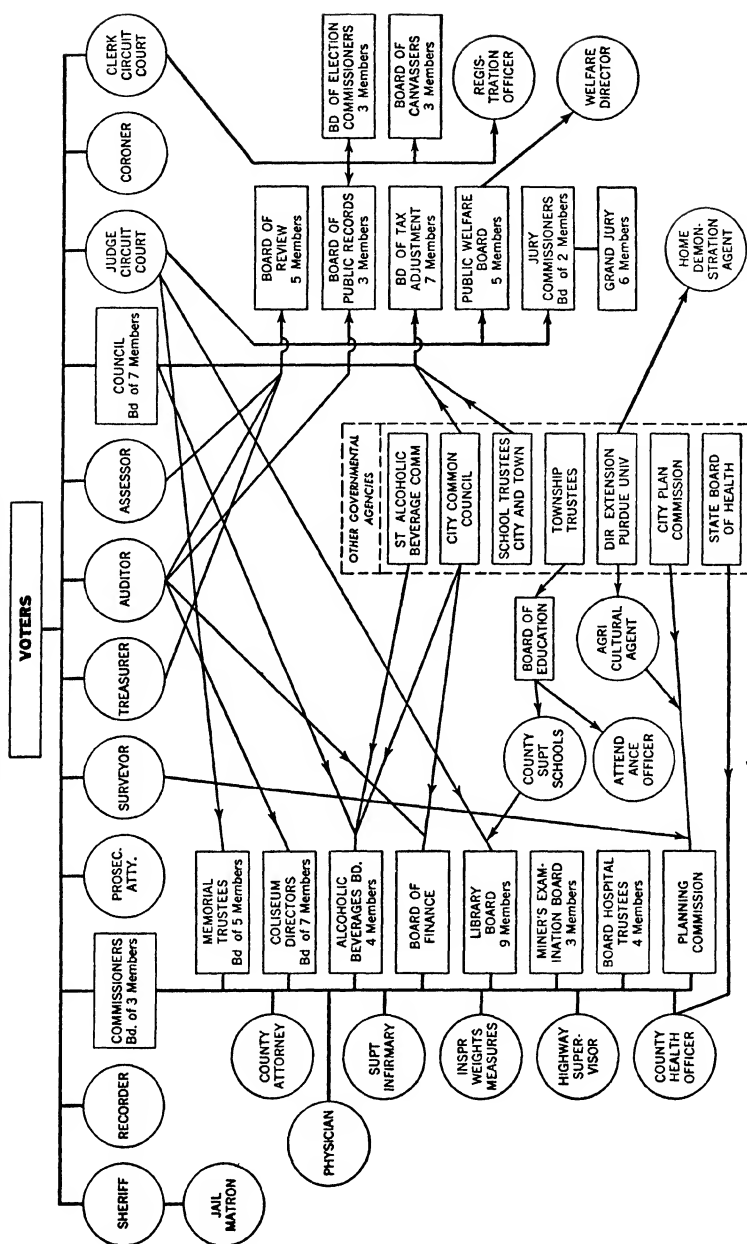 VOTERS
SHERIFF
RECORDER
COMMISSIONERS
Bd. of 3 Members
PROSEC.
ATTY.
SURVEYOR
TREASURER
AUDITOR
ASSESSOR
COUNCIL
Bd of 7 Members
JUDGE
CIRCUIT
COURT
CORONER
CLERK
CIRCUIT
COURT
JAIL
MATRON
MEMORIAL
TRUSTEES
Bd of 5 Members
COLISEUM
DIRECTORS
Bd of 7 Members
ALCOHOLIC
BEVERAGES BD.
4 Members
BOARD OF
FINANCE
LIBRARY
BOARD
9 Members
MINER'S EXAM-
INATION BOARD
3 Members
BOARD HOSPITAL
TRUSTEES
4 Members
PLANNING
COMMISSION
COUNTY
ATTORNEY
PHYSICIAN
SUPT
INFIRMARY
INSPR
WEIGHTS
MEASURES
HIGHWAY
SUPER-
VISOR
COUNTY
HEALTH
OFFICER
OTHER GOVERNMENTAL
AGENCIES
ST ALCOHOLIC
BEVERAGE COMM
CITY COMMON
COUNCIL
SCHOOL TRUSTEES
CITY AND TOWN
TOWNSHIP
TRUSTEES
DIR EXTENSION
PURDUE UNIV
CITY PLAN
COMMISSION
STATE BOARD
OF HEALTH
BOARD OF
EDUCATION
COUNTY
SUPT
SCHOOLS
ATTEND
ANCE
OFFICER
AGRI
CULTURAL
AGENT
BOARD OF
REVIEW
5 Members
BOARD OF
PUBLIC RECORDS
3 Members
BD OF TAX
ADJUSTMENT
7 Members
PUBLIC WELFARE
BOARD
5 Members
JURY
COMMISSIONERS
Bd of 2 Members
GRAND JURY
6 Members
BD OF ELECTION
COMMISSIONERS
3 Members
BOARD OF
CANVASSERS
3 Members
REGIS-
TRATION
OFFICER
WELFARE
DIRECTOR
HOME
DEMON-
STRATION
AGENT